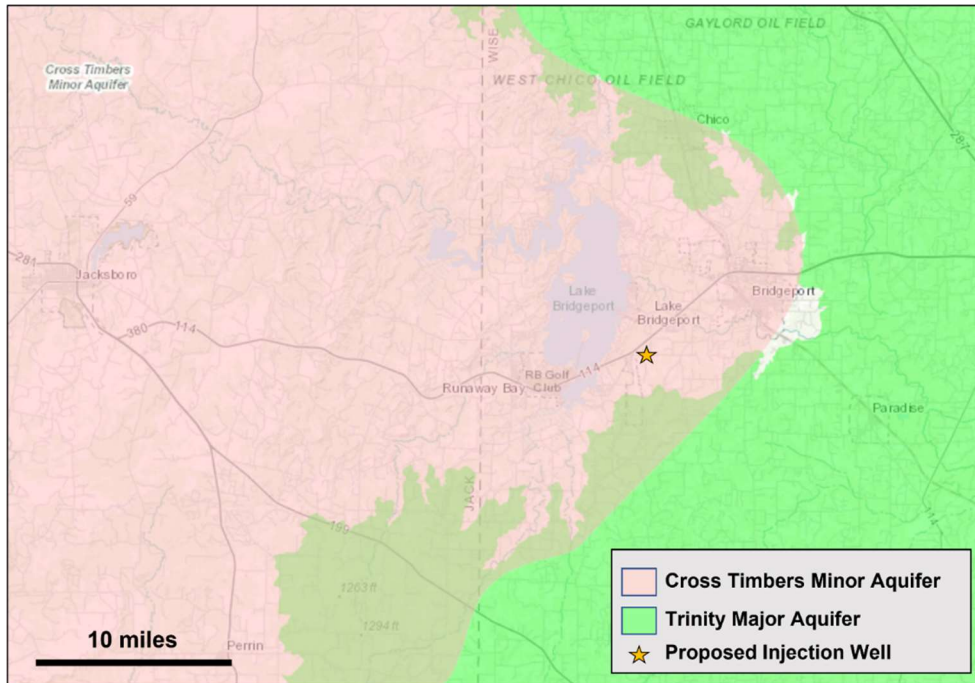 GAYLORD OIL FIELD
WISE
Cross Timbers
Minor Aquifer
WEST CHICO OIL FIELD
Chico
287
59
281
Jacksboro
Lake
Bridgeport
Lake
Bridgeport
Bridgeport
380
114
114
RB Golf
Club
Runaway Bay
Paradise
JACK
199
114
1263 ft
1294 ft
Perrin
10 miles
Cross Timbers Minor Aquifer
Trinity Major Aquifer
Proposed Injection Well